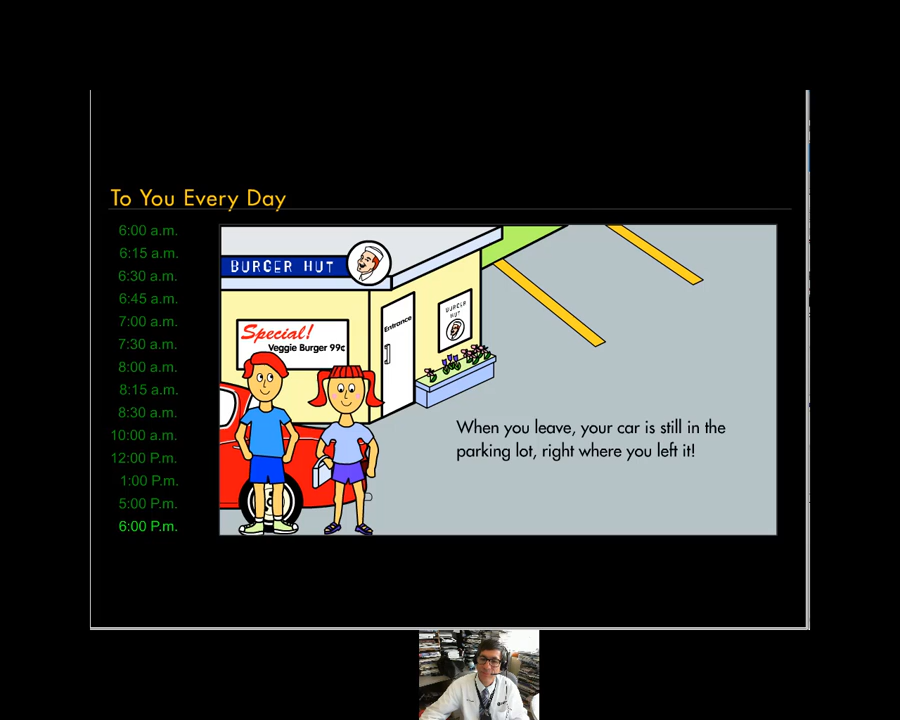 To You Every Day
6:00 a.m.
6:15 a.m.
6:30 a.m.
6:45 a.m.
7:00 a.m.
7:30 a.m.
8:00 a.m.
8:15 a.m.
8:30 a.m.
10:00 a.m.
12:00 P.m.
1:00 P.m.
5:00 P.m.
6:00 P.m.
BURGER HUT
Special!
Veggie Burger 99¢
Entrance
BURGER
HUT
When you leave, your car is still in the
parking lot, right where you left it!